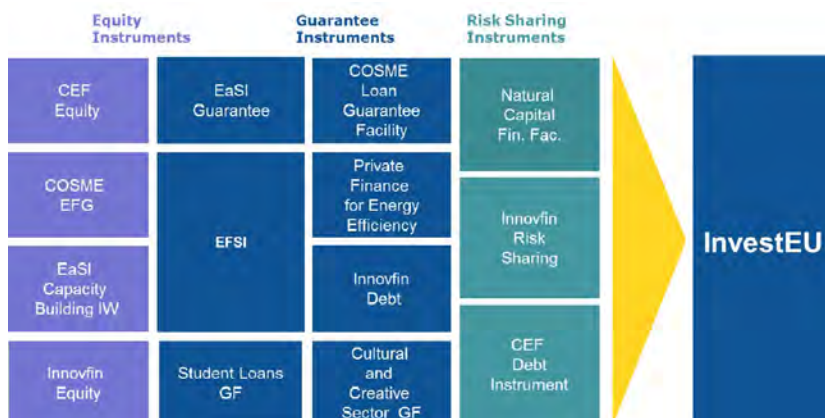 Equity
Instruments
Guarantee
Instruments
Risk Sharing
Instruments
CEF
Equity
COSME
EFG
EaSI
Capacity
Building IW
Innovfin
Equity
EaSI
Guarantee
EFSI
Student Loans
GF
COSME
Loan
Guarantee
Facility
Private
Finance
for Energy
Efficiency
Innovfin
Debt
Cultural
and
Creative
Sector GF
Natural
Capital
Fin. Fac.
Innovfin
Risk
Sharing
CEF
Debt
Instrument
InvestEU